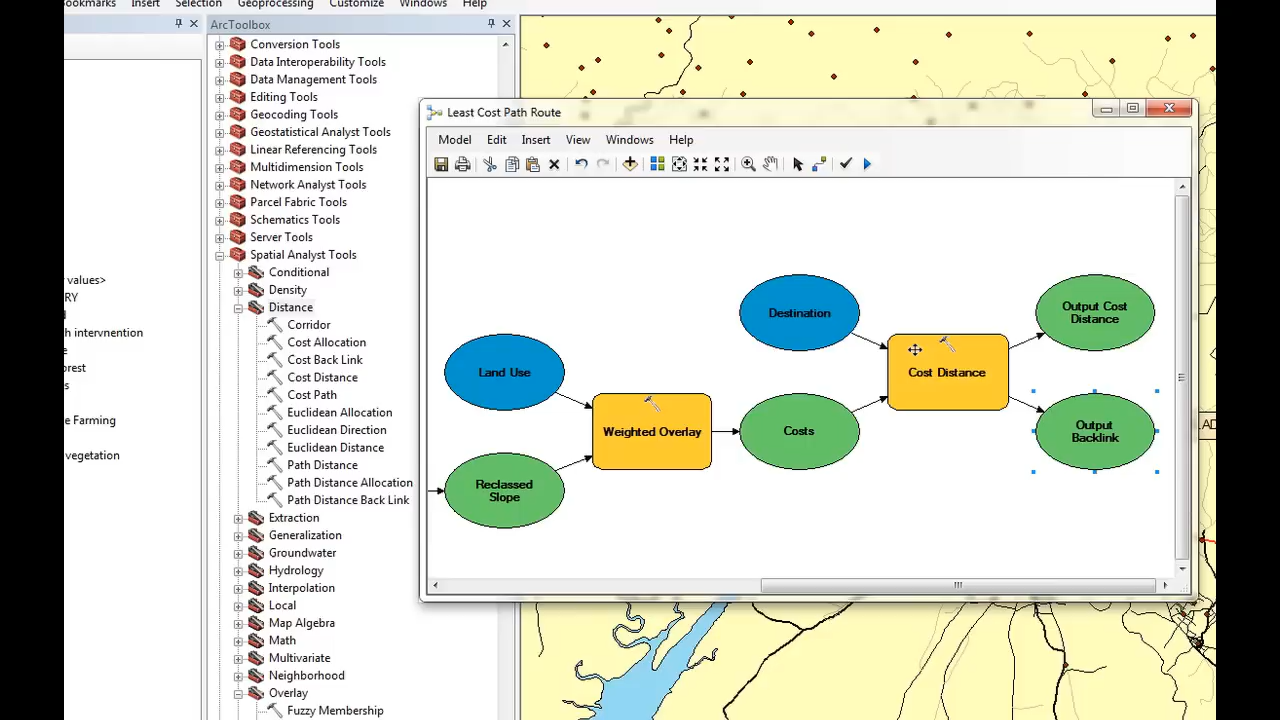 ookmarks Insert Selection Geoprocessing Customize Windows Help
ArcToolbox
Conversion Tools
Data Interoperability Tools
Data Management Tools
Editing Tools
Geocoding Tools
Geostatistical Analyst Tools
Linear Referencing Tools
Multidimension Tools
Network Analyst Tools
Parcel Fabric Tools
Schematics Tools
Server Tools
Spatial Analyst Tools
Conditional
Density
Distance
Corridor
Cost Allocation
Cost Back Link
Cost Distance
Cost Path
Euclidean Allocation
Euclidean Direction
Euclidean Distance
Path Distance
Path Distance Allocation
Path Distance Back Link
Extraction
Generalization
Groundwater
Hydrology
Interpolation
Local
Map Algebra
Math
Multivariate
Neighborhood
Overlay
Fuzzy Membership
y values>
RY
h intervnention
e
rest
s
e Farming
vegetation
Least Cost Path Route
Model Edit Insert View Windows Help
Land Use
Reclassed
Slope
Weighted Overlay
Destination
Costs
Cost Distance
Output Cost
Distance
Output
Backlink
AD